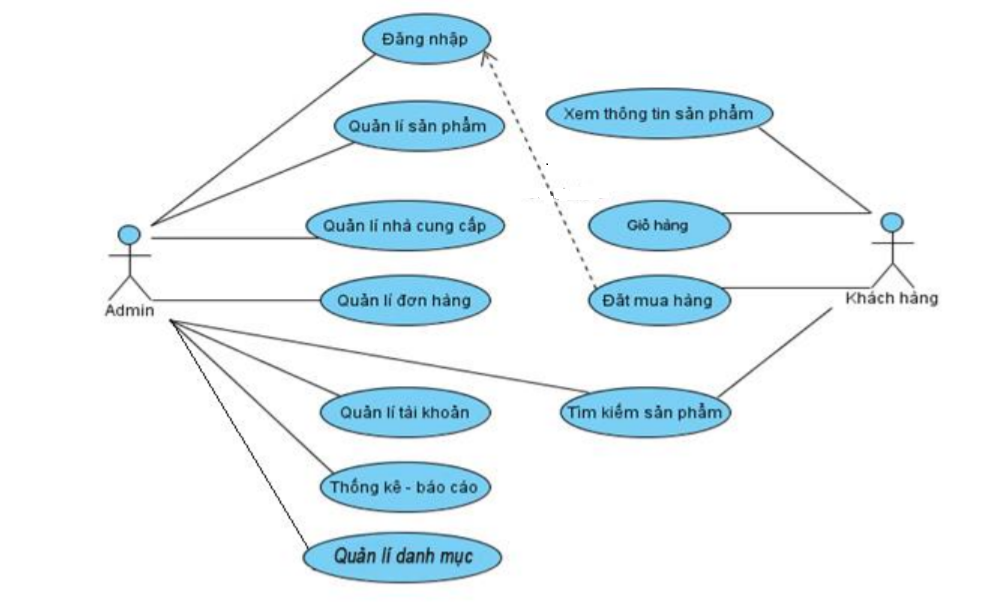 Đăng nhập
Xem thông tin sản phẩm
Quản lí sản phẩm
Quản lí nhà cung cấp
Giỏ hàng
Quản lí đơn hàng
Đặt mua hàng
Khách hàng
Admin
Quản lí tài khoản
Tìm kiếm sản phẩm
Thống kê - báo cáo
Quản lí danh mục